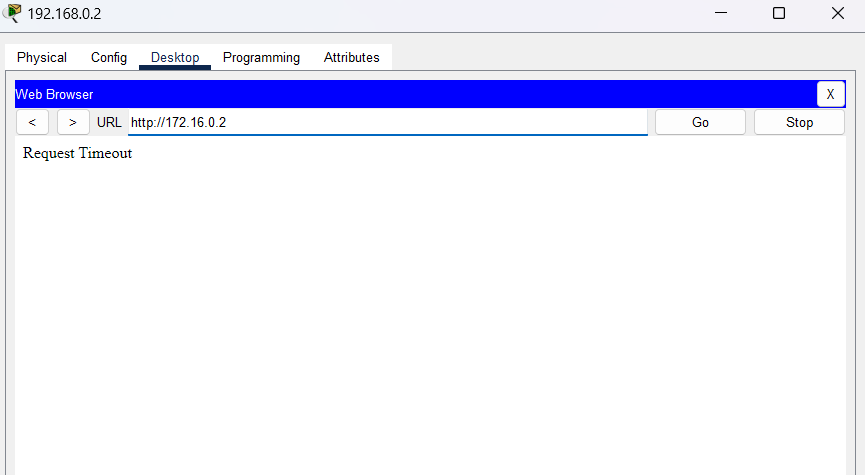 192.168.0.2
Physical Config Desktop Programming Attributes
Web Browser X
< > URL http://172.16.0.2 Go Stop
Request Timeout